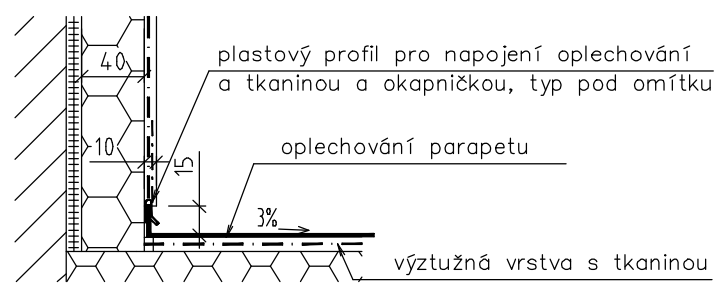 40
plastový profil pro napojení oplechování
a tkaninou a okapničkou, typ pod omítku
10
15
oplechování parapetu
3%
výztužná vrstva s tkaninou